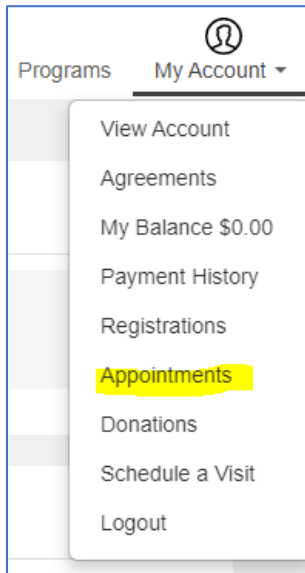 Programs My Account
View Account
Agreements
My Balance $0.00
Payment History
Registrations
Appointments
Donations
Schedule a Visit
Logout